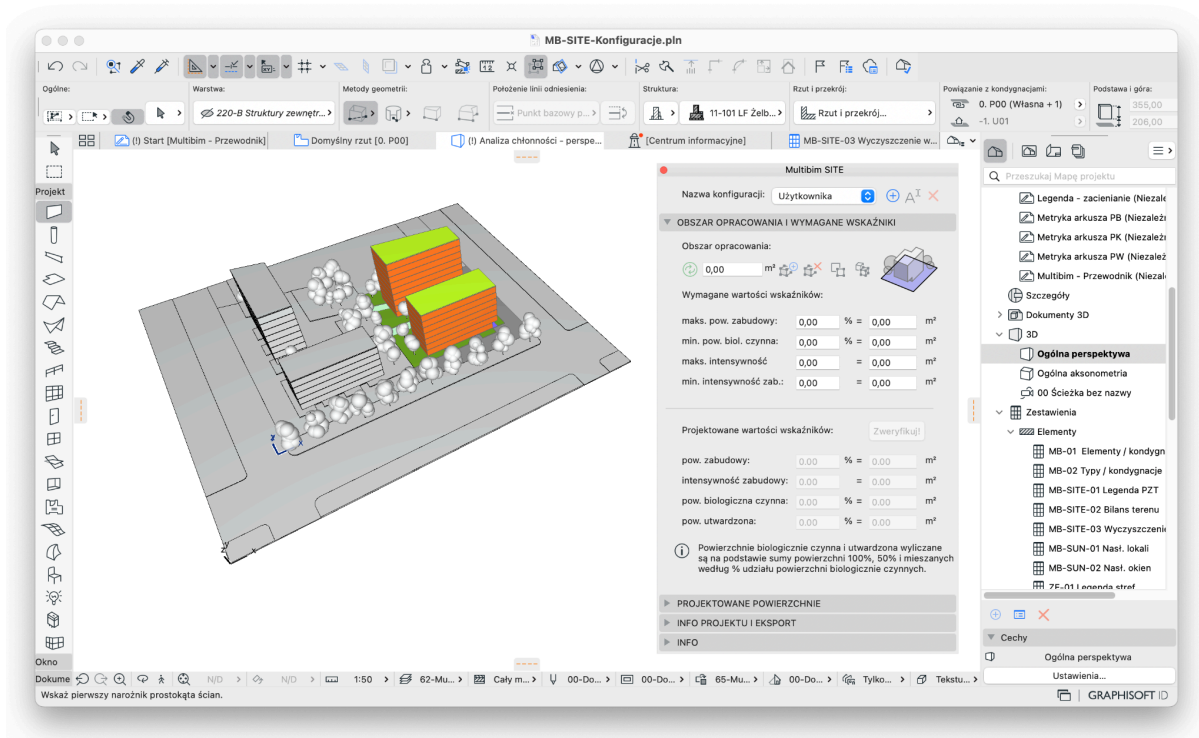 MB-SITE-Konfiguracje.pln
Ogólne:
Warstwa:
Metody geometrii:
Położenie linii odniesienia:
Struktura:
Rzut i przekrój:
Powiązanie z kondygnacjami:
Podstawa i góra:
220-B Struktury zewnętr...
Punkt bazowy p...
11-101 LF Żelb...
Rzut i przekrój...
0. P00 (Własna + 1)
-1. U01
355,00
206,00
(!) Start [Multibim - Przewodnik]
Domyślny rzut [0. P00]
(!) Analiza chłonności - perspe...
[Centrum informacyjne]
MB-SITE-03 Wyczyszczenie w...
Projekt
Okno
Dokume
Multibim SITE
Nazwa konfiguracji:
Użytkownika
OBSZAR OPRACOWANIA I WYMAGANE WSKAŹNIKI
Obszar opracowania:
0,00 m²
Wymagane wartości wskaźników:
maks. pow. zabudowy: 0,00 % = 0,00 m²
min. pow. biol. czynna: 0,00 % = 0,00 m²
maks. intensywność 0,00 = 0,00 m²
min. intensywność zab.: 0,00 = 0,00 m²
Projektowane wartości wskaźników:
Zweryfikuj!
pow. zabudowy: 0.00 % = 0.00 m²
intensywność zabudowy: 0.00 = 0.00 m²
pow. biologiczna czynna: 0.00 % = 0.00 m²
pow. utwardzona: 0.00 % = 0.00 m²
Powierzchnie biologicznie czynna i utwardzona wyliczane
są na podstawie sumy powierzchni 100%, 50% i mieszanych
według % udziału powierzchni biologicznie czynnych.
PROJEKTOWANE POWIERZCHNIE
INFO PROJEKTU I EKSPORT
INFO
Przeszukaj Mapę projektu
Legenda - zacienianie (Niezale
Metryka arkusza PB (Niezależ
Metryka arkusza PK (Niezależ
Metryka arkusza PW (Niezależ
Multibim - Przewodnik (Niezal
Szczegóły
Dokumenty 3D
3D
Ogólna perspektywa
Ogólna aksonometria
00 Ścieżka bez nazwy
Zestawienia
Elementy
MB-01 Elementy / kondygn
MB-02 Typy / kondygnacje
MB-SITE-01 Legenda PZT
MB-SITE-02 Bilans terenu
MB-SITE-03 Wyczyszczenie
MB-SUN-01 Nasł. lokali
MB-SUN-02 Nasł. okien
ZE-01 Legenda stref
Cechy
Ogólna perspektywa
Ustawienia...
N/D
N/D
1:50
62-Mu...
Cały m...
00-Do...
00-Do...
65-Mu...
00-Do...
Tylko...
Tekstu...
Wskaż pierwszy narożnik prostokąta ścian.
GRAPHISOFT ID